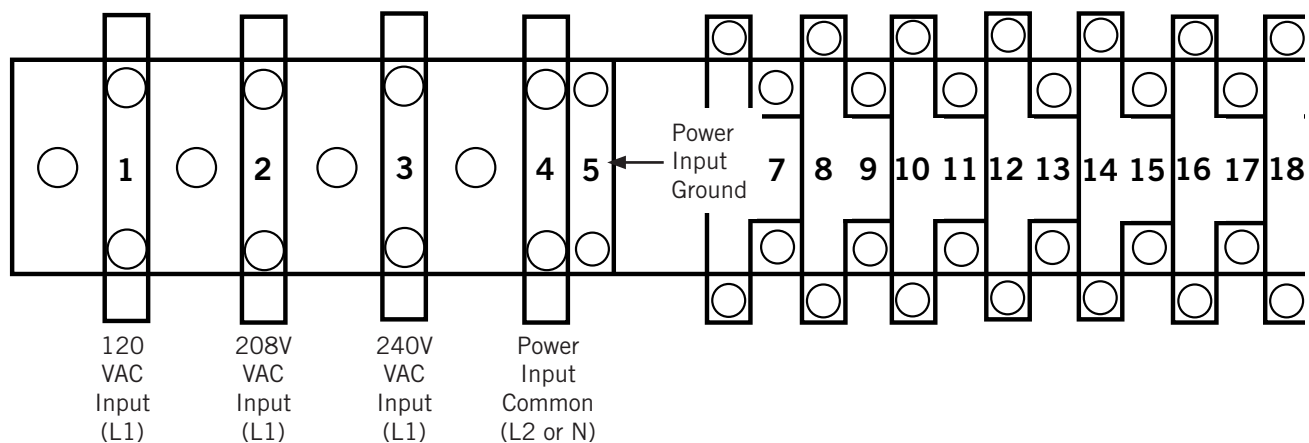 1 2 3 4 5 7 8 9 10 11 12 13 14 15 16 17 18
Power
Input
Ground
120
VAC
Input
(L1)
208V
VAC
Input
(L1)
240V
VAC
Input
(L1)
Power
Input
Common
(L2 or N)